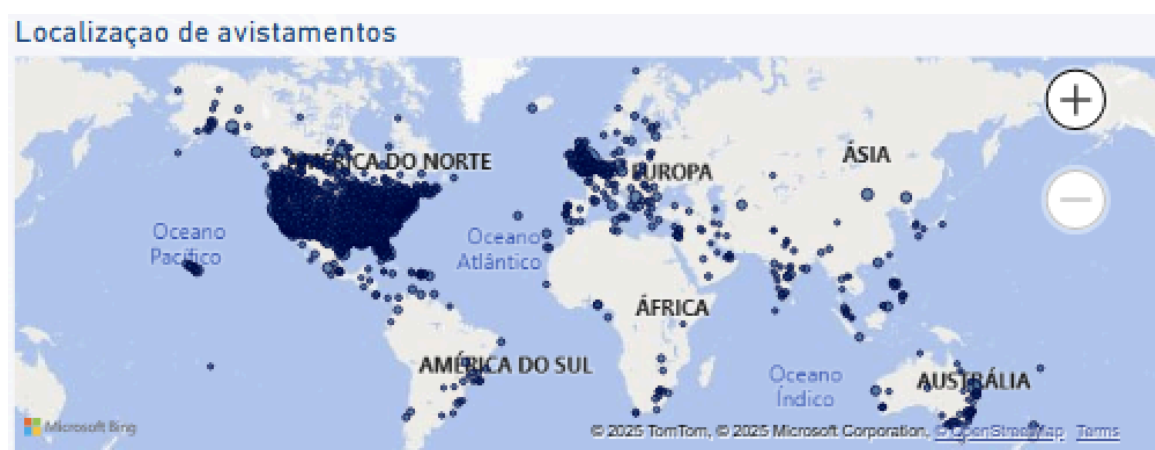 Localizaçao de avistamentos
AMÉRICA DO NORTE
EUROPA
ÁSIA
Oceano
Pacífico
Oceano
Atlântico
ÁFRICA
AMÉRICA DO SUL
Oceano
Índico
AUSTRÁLIA
Microsoft Bing
© 2025 TomTom, © 2025 Microsoft Corporation, © OpenStreetMap Terms